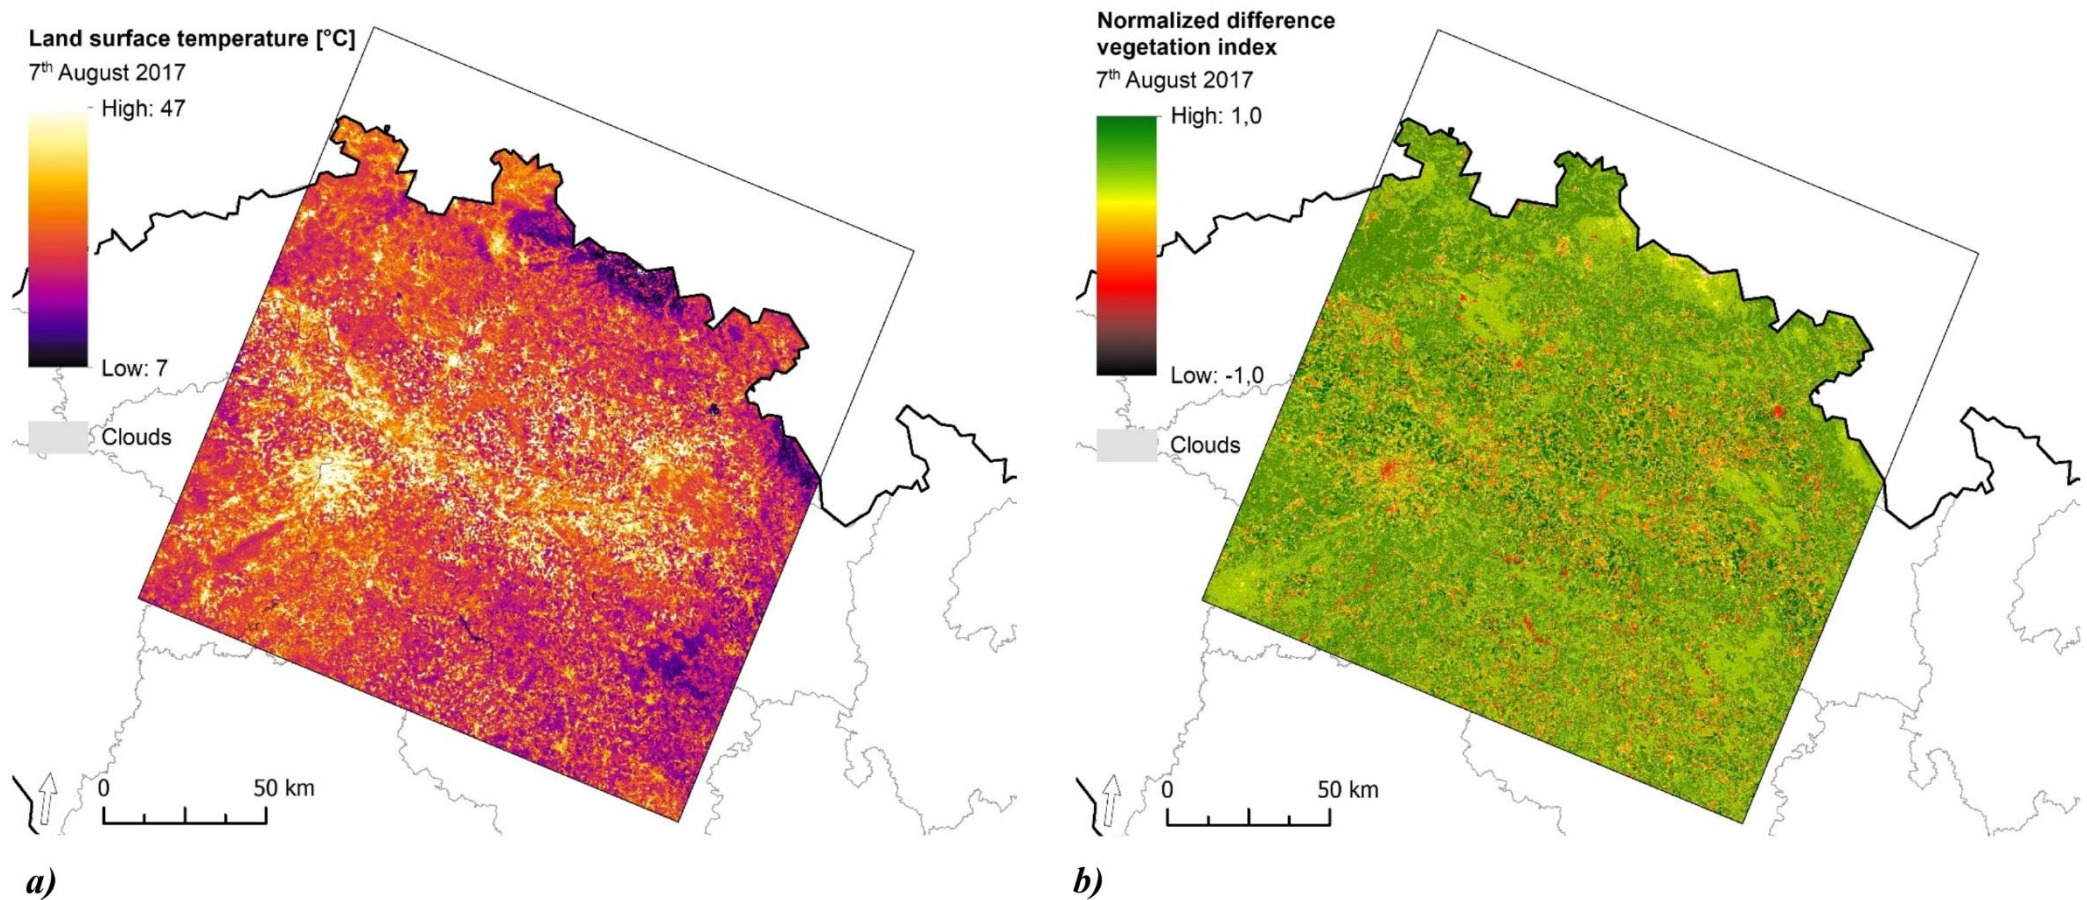 Land surface temperature [°C]
7th August 2017
High: 47
Low: 7
Clouds
0 50 km
a)
Normalized difference
vegetation index
7th August 2017
High: 1,0
Low: -1,0
Clouds
0 50 km
b)